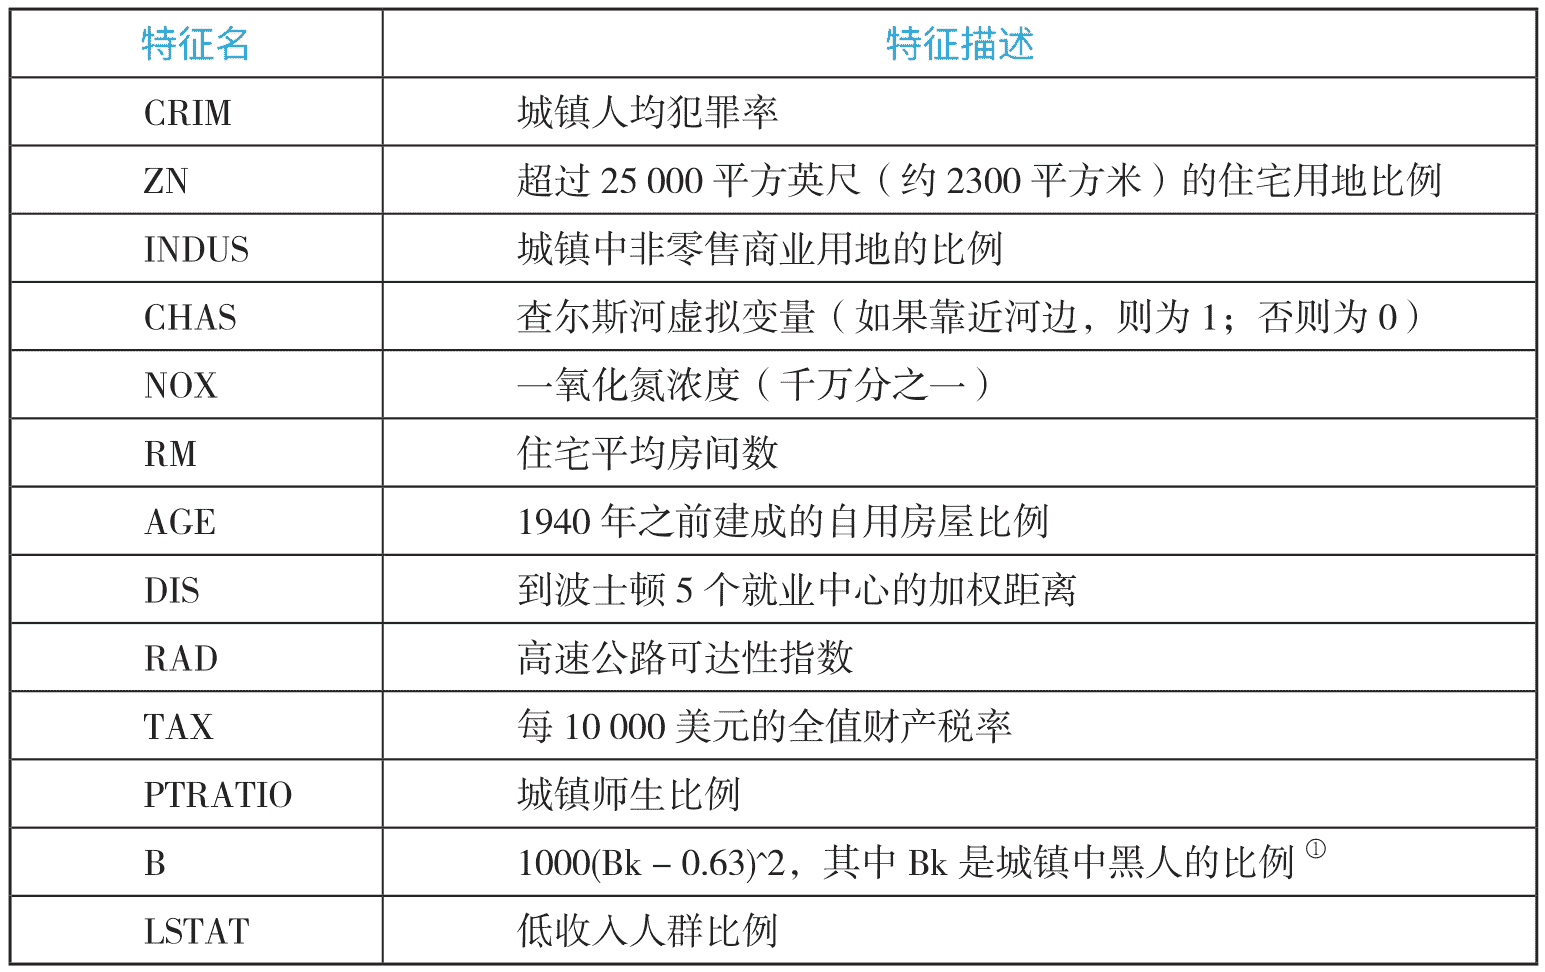 特征名 特征描述
CRIM 城镇人均犯罪率
ZN 超过 25 000 平方英尺（约 2300 平方米）的住宅用地比例
INDUS 城镇中非零售商业用地的比例
CHAS 查尔斯河虚拟变量（如果靠近河边，则为 1；否则为 0）
NOX 一氧化氮浓度（千万分之一）
RM 住宅平均房间数
AGE 1940 年之前建成的自用房屋比例
DIS 到波士顿 5 个就业中心的加权距离
RAD 高速公路可达性指数
TAX 每 10 000 美元的全值财产税率
PTRATIO 城镇师生比例
B 1000(Bk – 0.63)^2，其中 Bk 是城镇中黑人的比例 ①
LSTAT 低收入人群比例